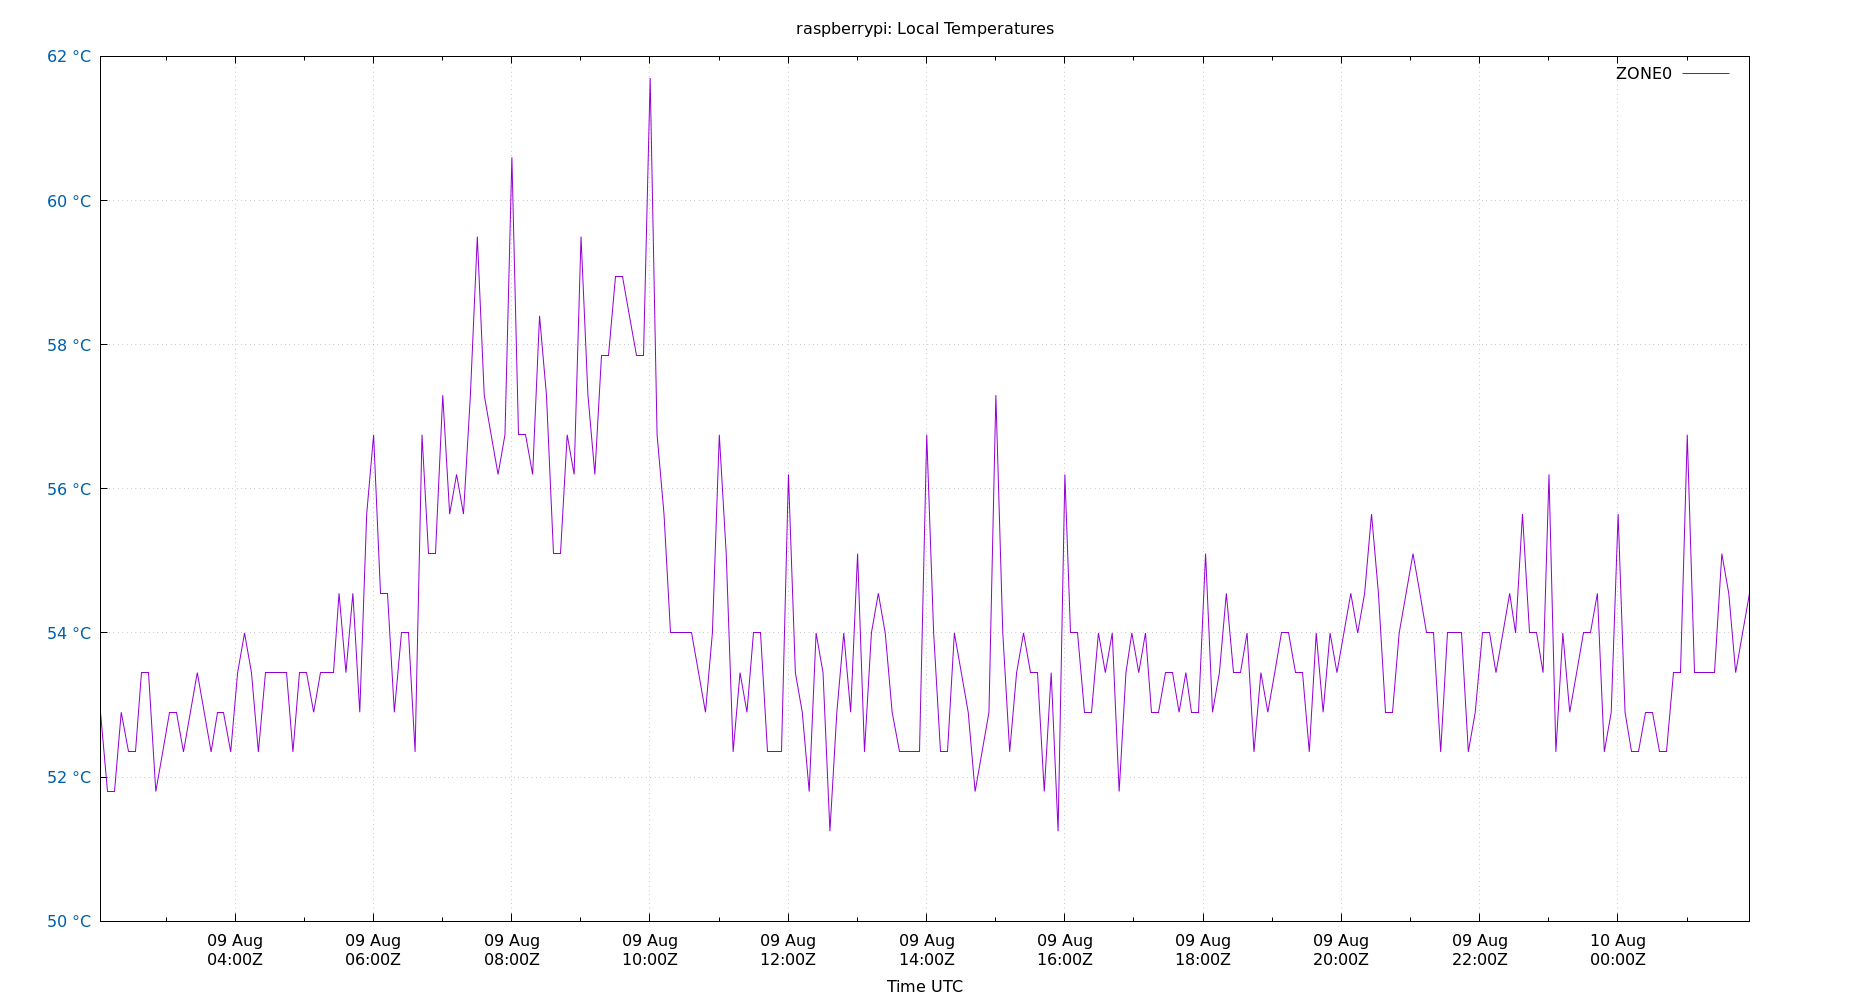 raspberrypi: Local Temperatures
62 °C
ZONE0
60 °C
58 °C
56 °C
54 °C
52 °C
50 °C
09 Aug 09 Aug 09 Aug 09 Aug 09 Aug 09 Aug 09 Aug 09 Aug 09 Aug 09 Aug 10 Aug
04:00Z 06:00Z 08:00Z 10:00Z 12:00Z 14:00Z 16:00Z 18:00Z 20:00Z 22:00Z 00:00Z
Time UTC